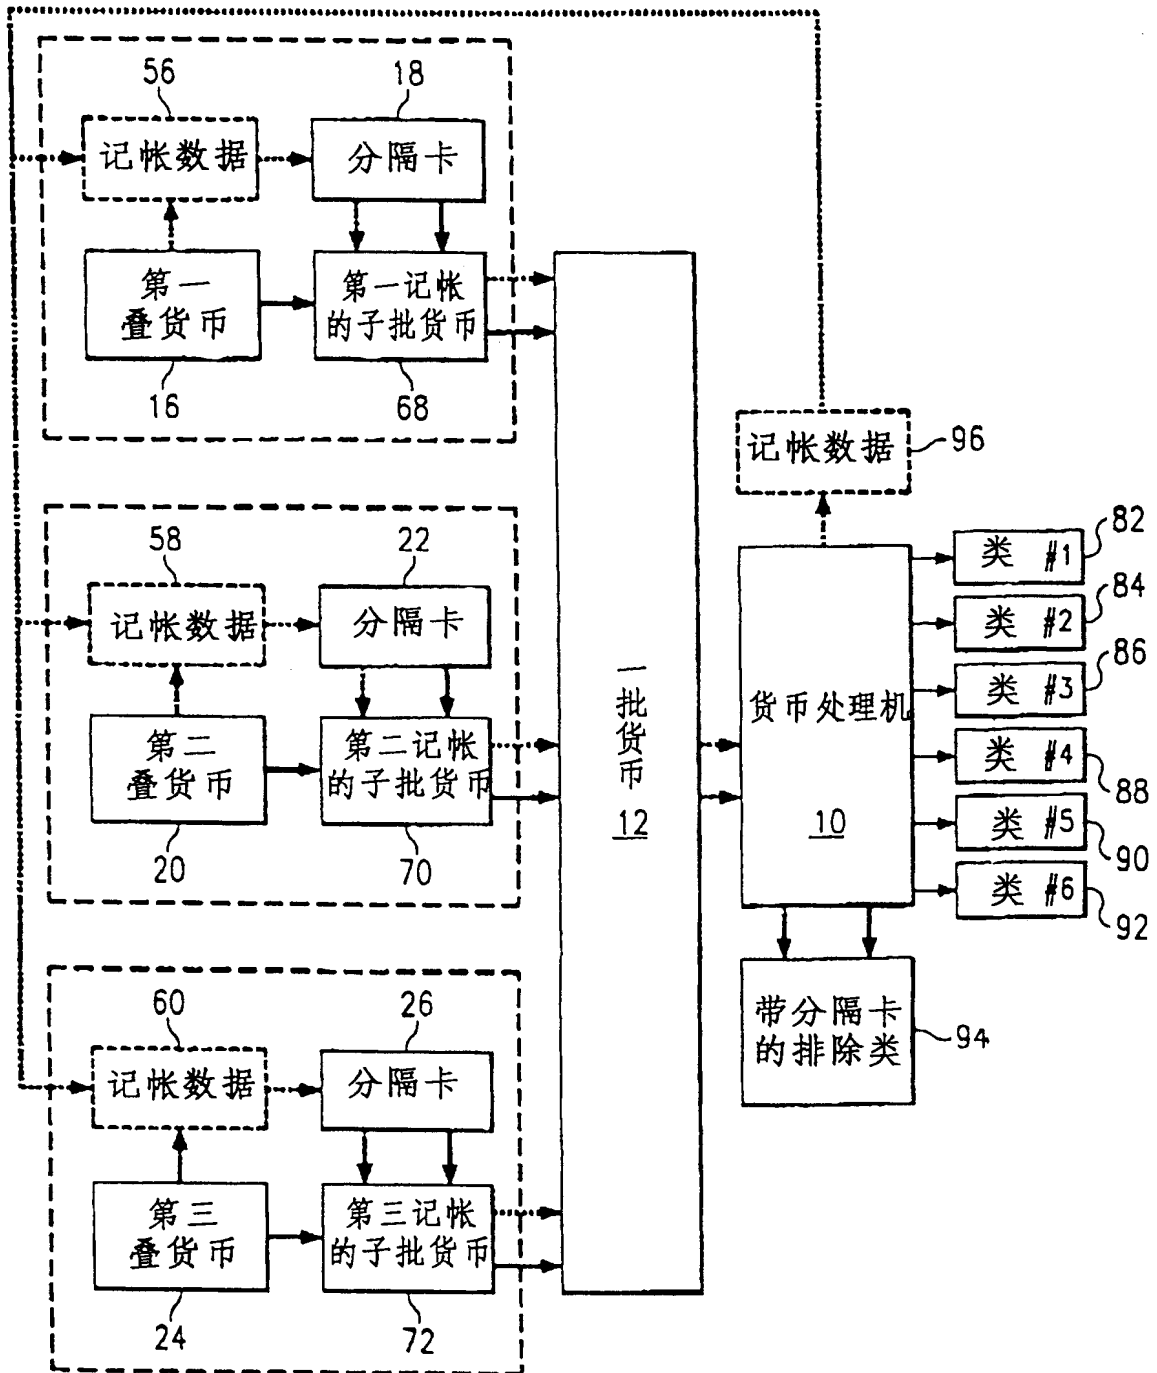 56
18
记帐数据
分隔卡
第一
叠货币
第一记帐
的子批货币
16
68
58
22
记帐数据
分隔卡
第二
叠货币
第二记帐
的子批货币
20
70
60
26
记帐数据
分隔卡
第三
叠货币
第三记帐
的子批货币
24
72
一批货币
12
记帐数据
96
货币处理机
10
类 #1
82
类 #2
84
类 #3
86
类 #4
88
类 #5
90
类 #6
92
带分隔卡
的排除类
94